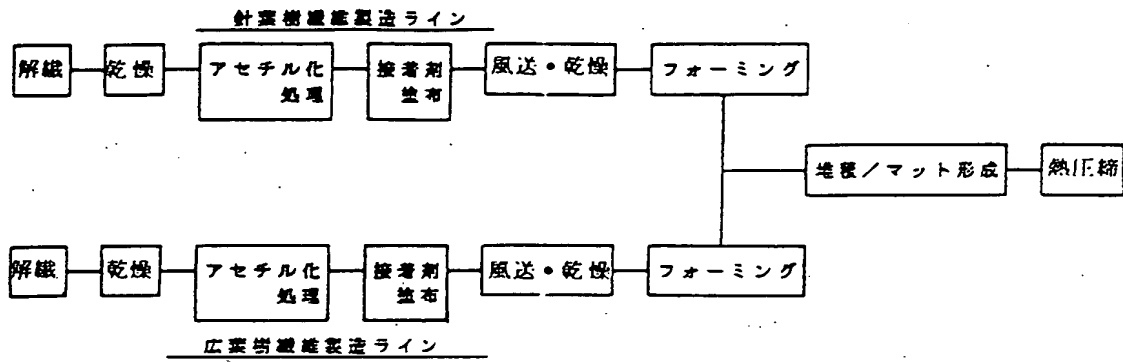 針葉樹繊維製造ライン
解繊
乾燥
アセチル化
処理
接着剤
塗布
風送・乾燥
フォーミング
堆積/マット形成
熱圧締
解繊
乾燥
アセチル化
処理
接着剤
塗布
風送・乾燥
フォーミング
広葉樹繊維製造ライン